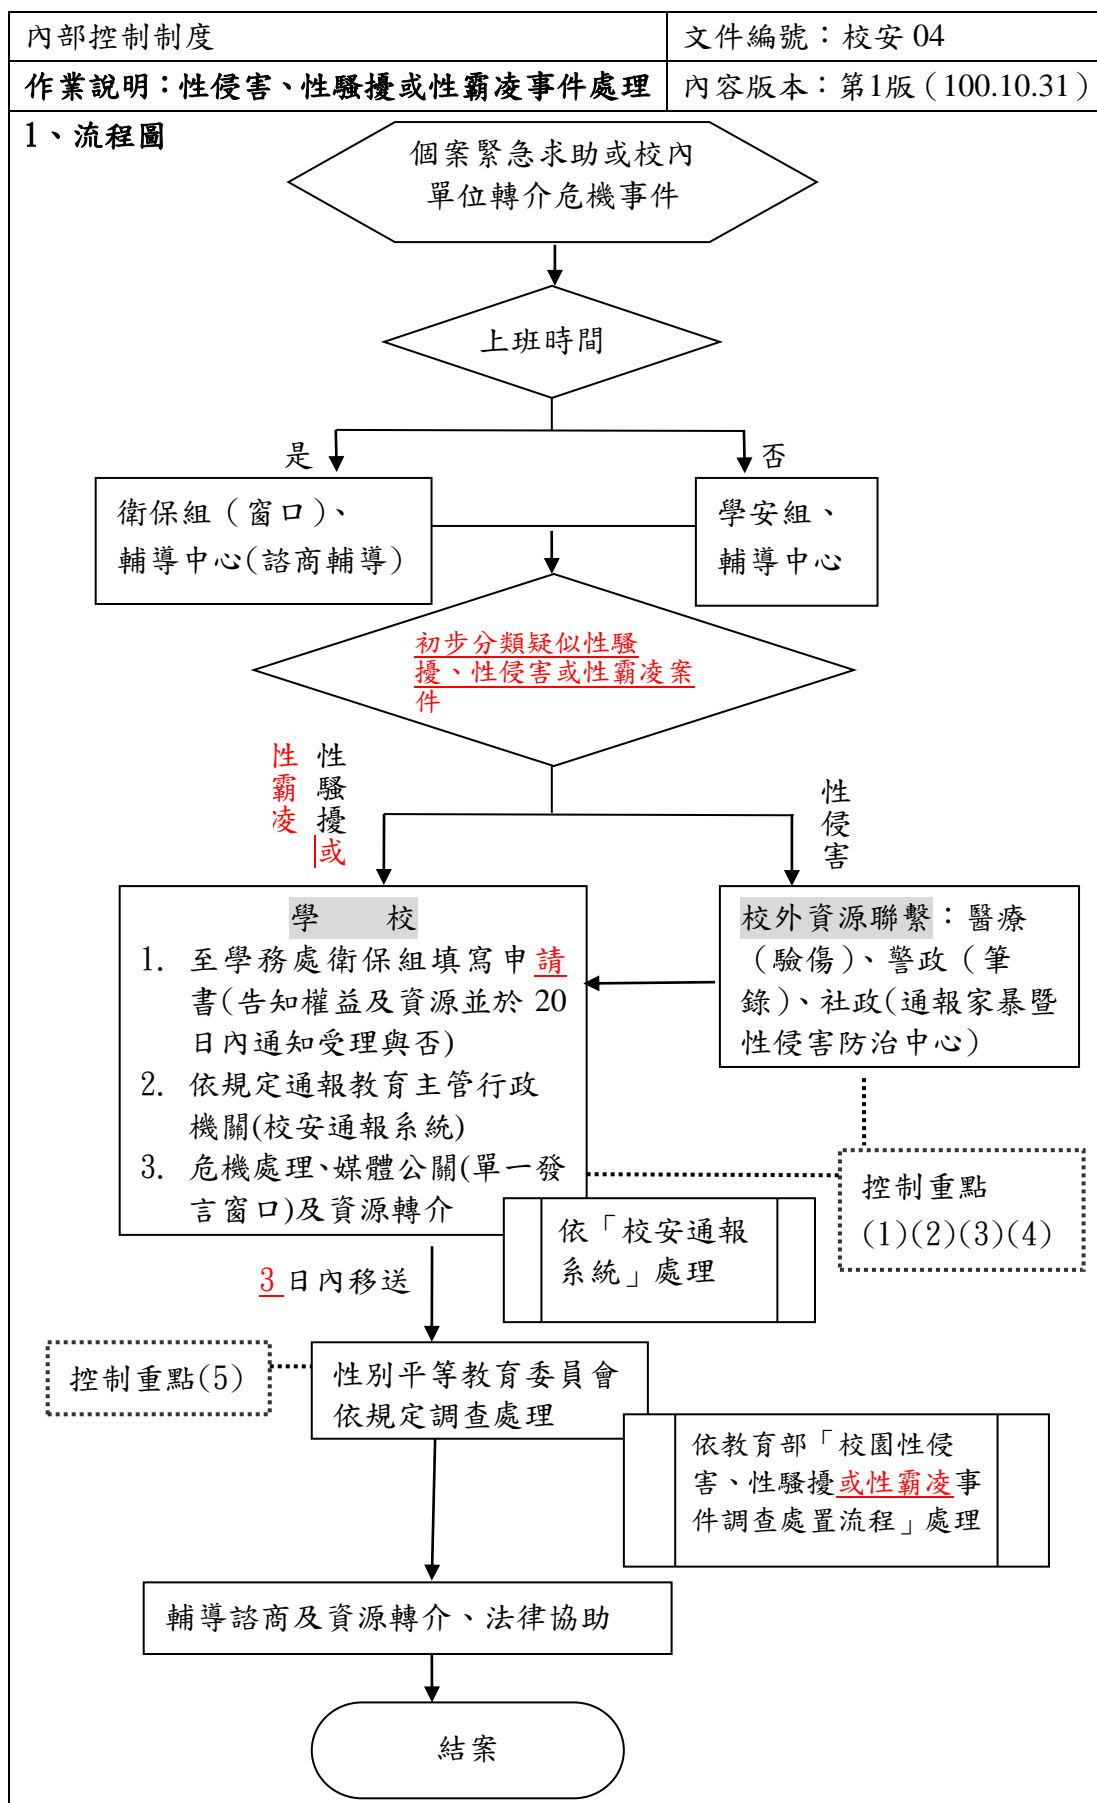 內部控制制度
文件編號：校安 04
作業說明：性侵害、性騷擾或性霸凌事件處理
內容版本：第1版（100.10.31）
1、流程圖
個案緊急求助或校內
單位轉介危機事件
上班時間
是
否
衛保組（窗口）、
輔導中心(諮商輔導)
學安組、
輔導中心
初步分類疑似性騷
擾、性侵害或性霸凌案
件
性騷擾或
性霸凌
性侵害
學 校
1. 至學務處衛保組填寫申請
書(告知權益及資源並於 20
日內通知受理與否)
2. 依規定通報教育主管行政
機關(校安通報系統)
3. 危機處理、媒體公關(單一發
言窗口)及資源轉介
校外資源聯繫：醫療
（驗傷）、警政（筆
錄）、社政(通報家暴暨
性侵害防治中心）
控制重點
(1)(2)(3)(4)
依「校安通報
系統」處理
3 日內移送
控制重點(5)
性別平等教育委員會
依規定調查處理
依教育部「校園性侵
害、性騷擾或性霸凌事
件調查處置流程」處理
輔導諮商及資源轉介、法律協助
結案